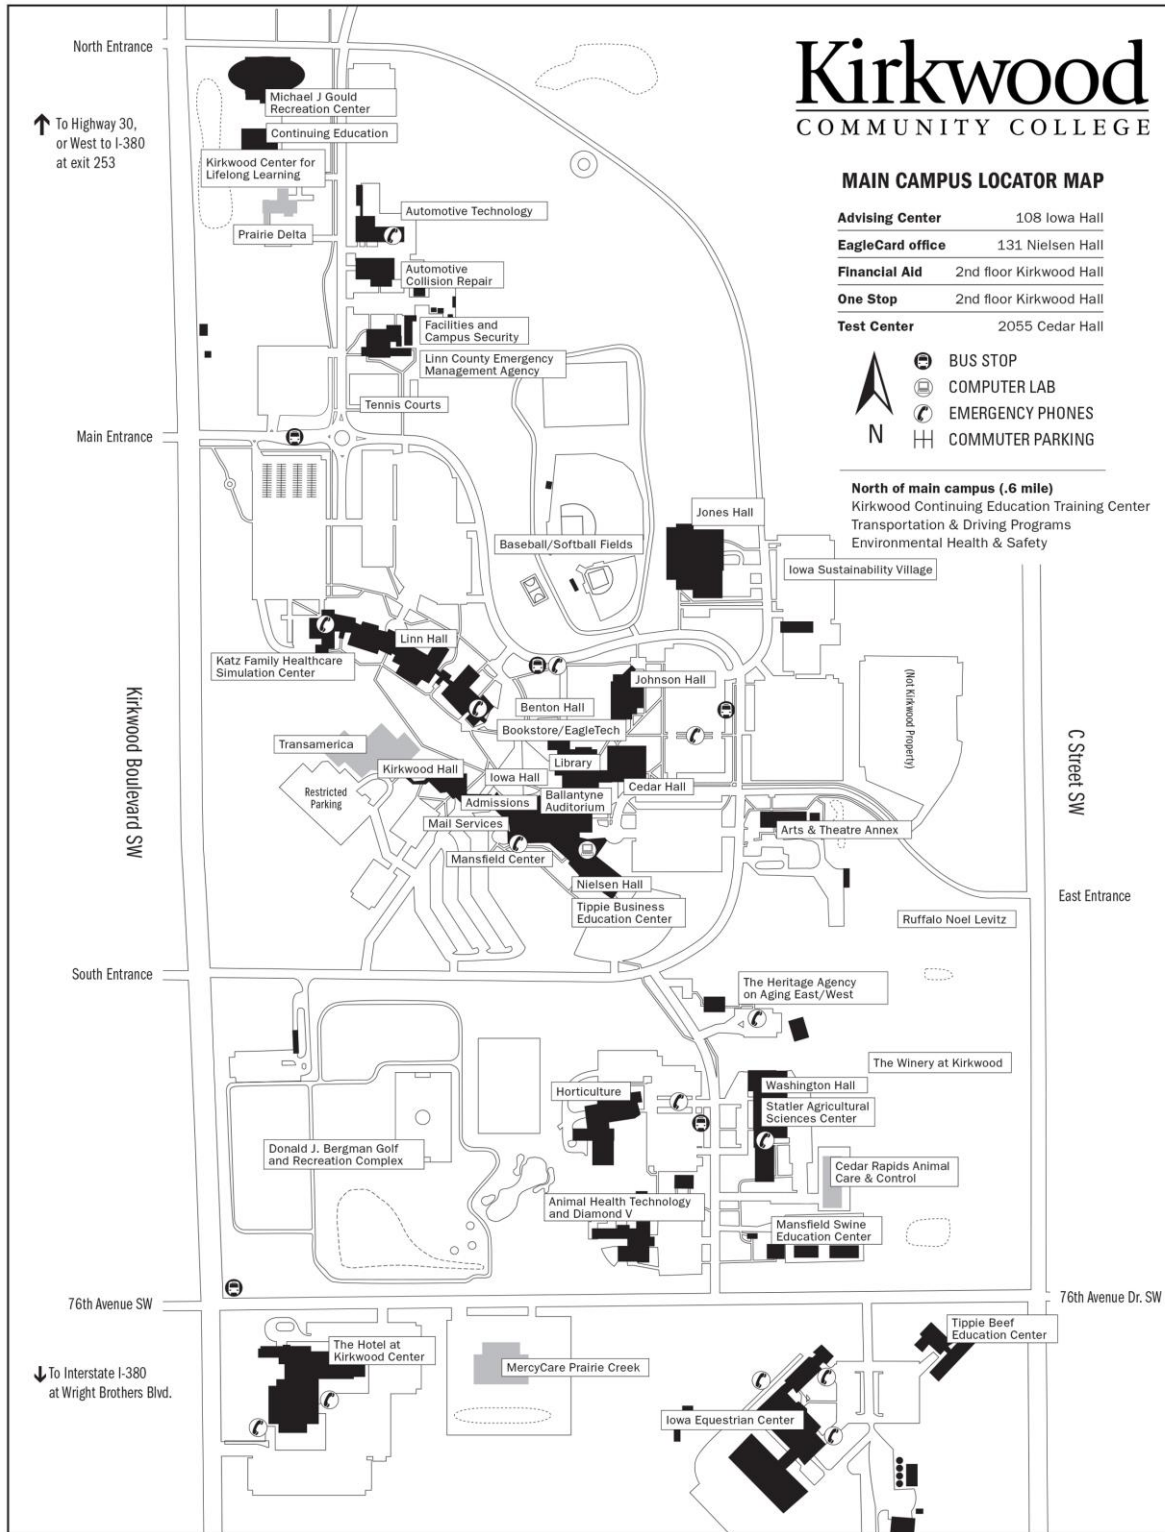 North Entrance
Kirkwood
COMMUNITY COLLEGE
Michael J Gould
Recreation Center
To Highway 30,
or West to I-380
at exit 253
Continuing Education
Kirkwood Center for
Lifelong Learning
Prairie Delta
Automotive Technology
Automotive
Collision Repair
Facilities and
Campus Security
Linn County Emergency
Management Agency
Tennis Courts
MAIN CAMPUS LOCATOR MAP
Advising Center 108 Iowa Hall
EagleCard office 131 Nielsen Hall
Financial Aid 2nd floor Kirkwood Hall
One Stop 2nd floor Kirkwood Hall
Test Center 2055 Cedar Hall
N
BUS STOP
COMPUTER LAB
EMERGENCY PHONES
COMMUTER PARKING
North of main campus (.6 mile)
Kirkwood Continuing Education Training Center
Transportation & Driving Programs
Environmental Health & Safety
Main Entrance
Jones Hall
Baseball/Softball Fields
Iowa Sustainability Village
Linn Hall
Katz Family Healthcare
Simulation Center
Johnson Hall
Benton Hall
Bookstore/EagleTech
(Not Kirkwood Property)
Kirkwood Boulevard SW
C Street SW
Transamerica
Library
Kirkwood Hall
Iowa Hall
Restricted
Parking
Cedar Hall
Admissions
Ballantyne
Auditorium
Mail Services
Arts & Theatre Annex
Mansfield Center
Nielsen Hall
Tippie Business
Education Center
East Entrance
Ruffalo Noel Levitz
South Entrance
The Heritage Agency
on Aging East/West
The Winery at Kirkwood
Horticulture
Washington Hall
Statler Agricultural
Sciences Center
Donald J. Bergman Golf
and Recreation Complex
Cedar Rapids Animal
Care & Control
Animal Health Technology
and Diamond V
Mansfield Swine
Education Center
76th Avenue SW
76th Avenue Dr. SW
The Hotel at
Kirkwood Center
Tippie Beef
Education Center
To Interstate I-380
at Wright Brothers Blvd.
MercyCare Prairie Creek
Iowa Equestrian Center